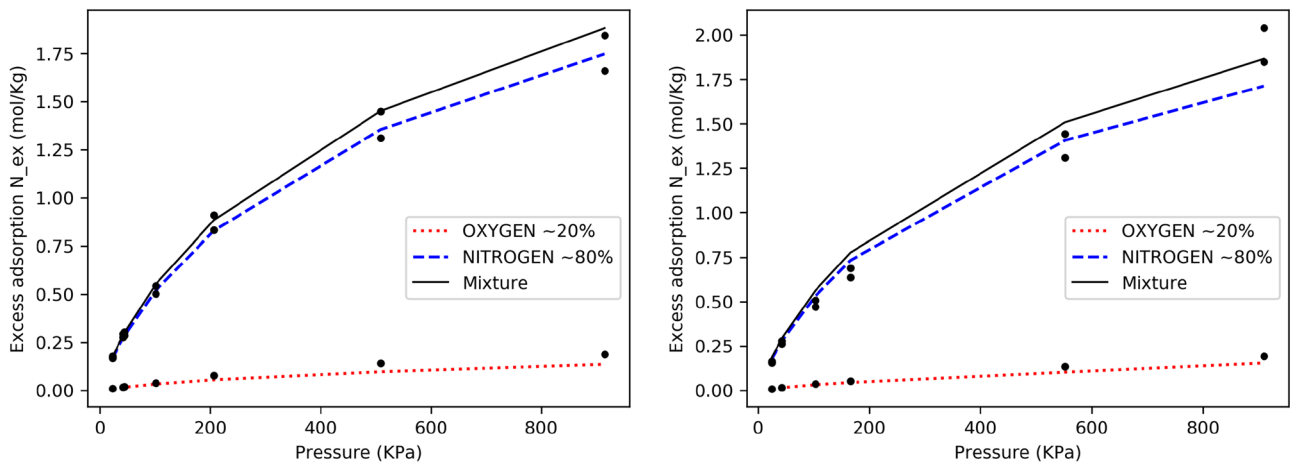 1.75
1.50
1.25
1.00
0.75
0.50
0.25
0.00
Excess adsorption N_ex (mol/Kg)
OXYGEN ~20%
NITROGEN ~80%
Mixture
0 200 400 600 800
Pressure (KPa)
2.00
1.75
1.50
1.25
1.00
0.75
0.50
0.25
0.00
Excess adsorption N_ex (mol/Kg)
OXYGEN ~20%
NITROGEN ~80%
Mixture
0 200 400 600 800
Pressure (KPa)